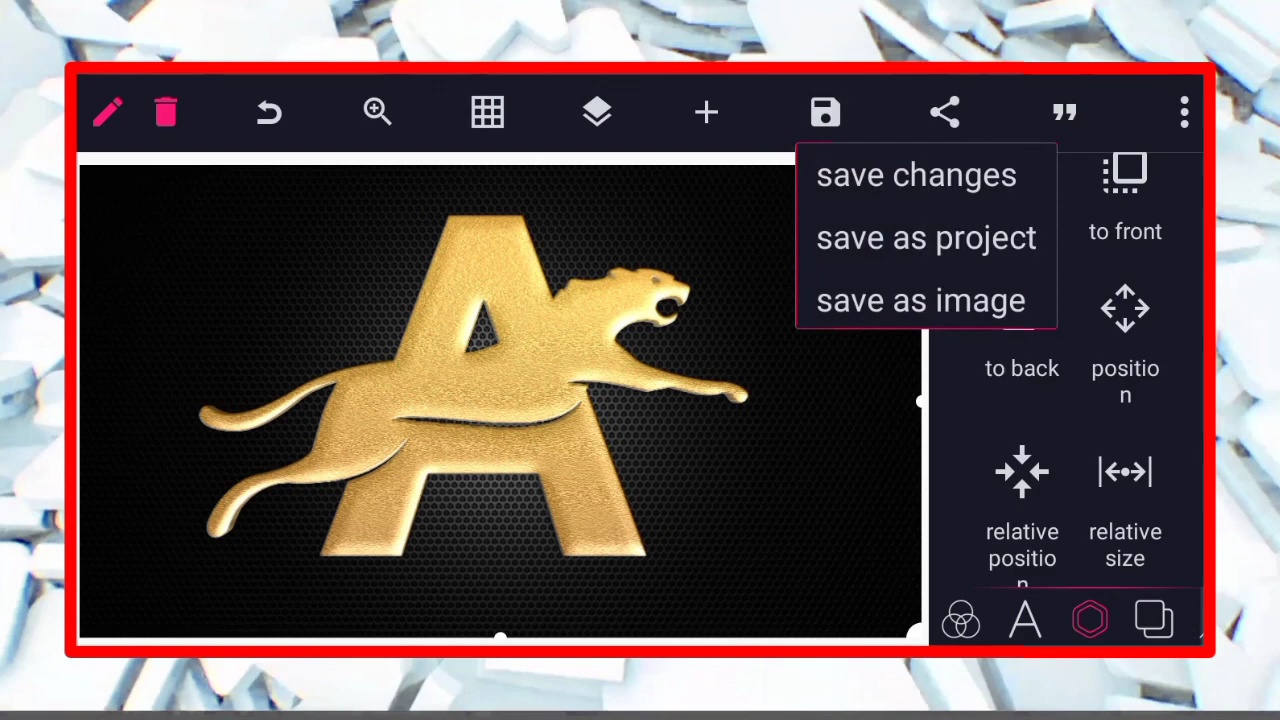 save changes
save as project
save as image
to front
to back
positio
n
relative
positio
n
relative
size
A